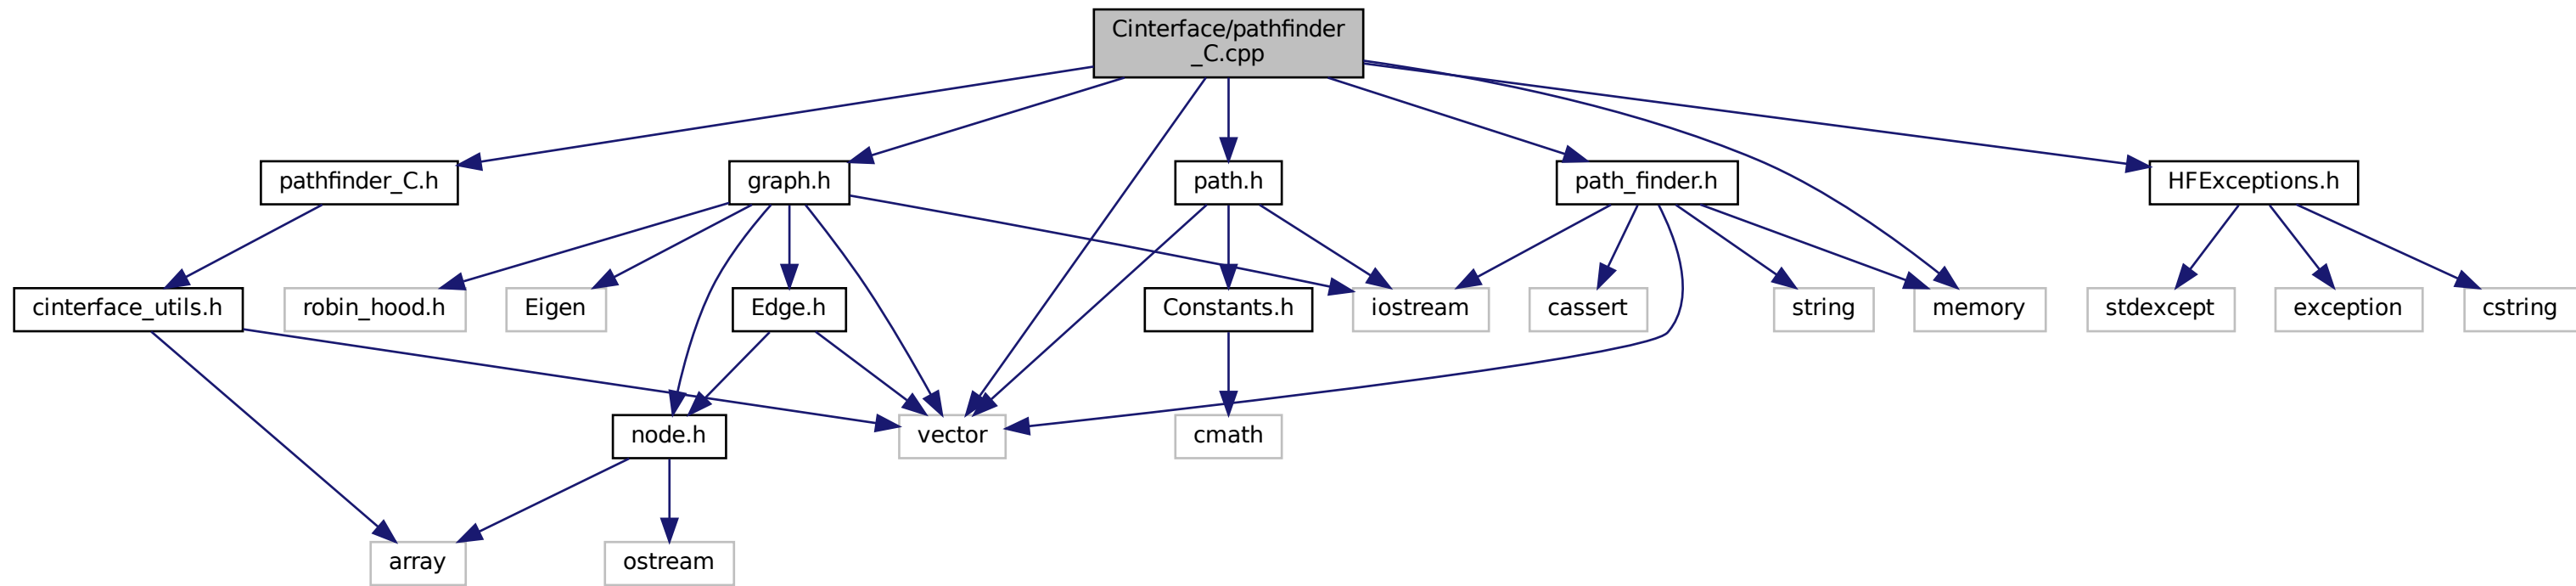 Cinterface/pathfinder
_C.cpp
pathfinder_C.h
graph.h
path.h
path_finder.h
HFExceptions.h
cinterface_utils.h
robin_hood.h
Eigen
Edge.h
Constants.h
iostream
cassert
string
memory
stdexcept
exception
cstring
node.h
vector
cmath
array
ostream